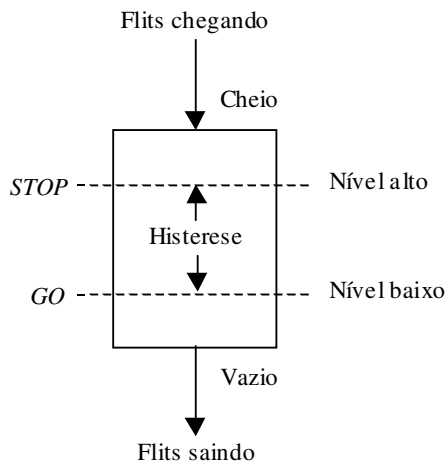 Flits chegando
Cheio
STOP
Nível alto
Histerese
GO
Nível baixo
Vazio
Flits saindo